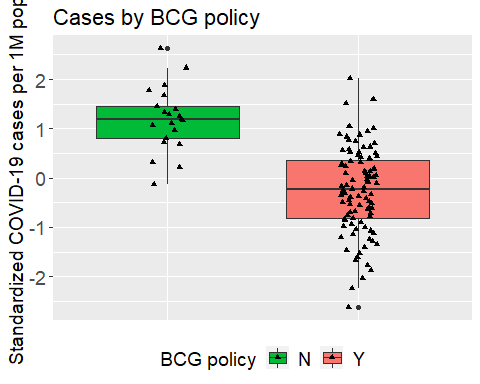 Cases by BCG policy
Standardized COVID-19 cases per 1M pop
2
1
0
-1
-2
BCG policy N Y